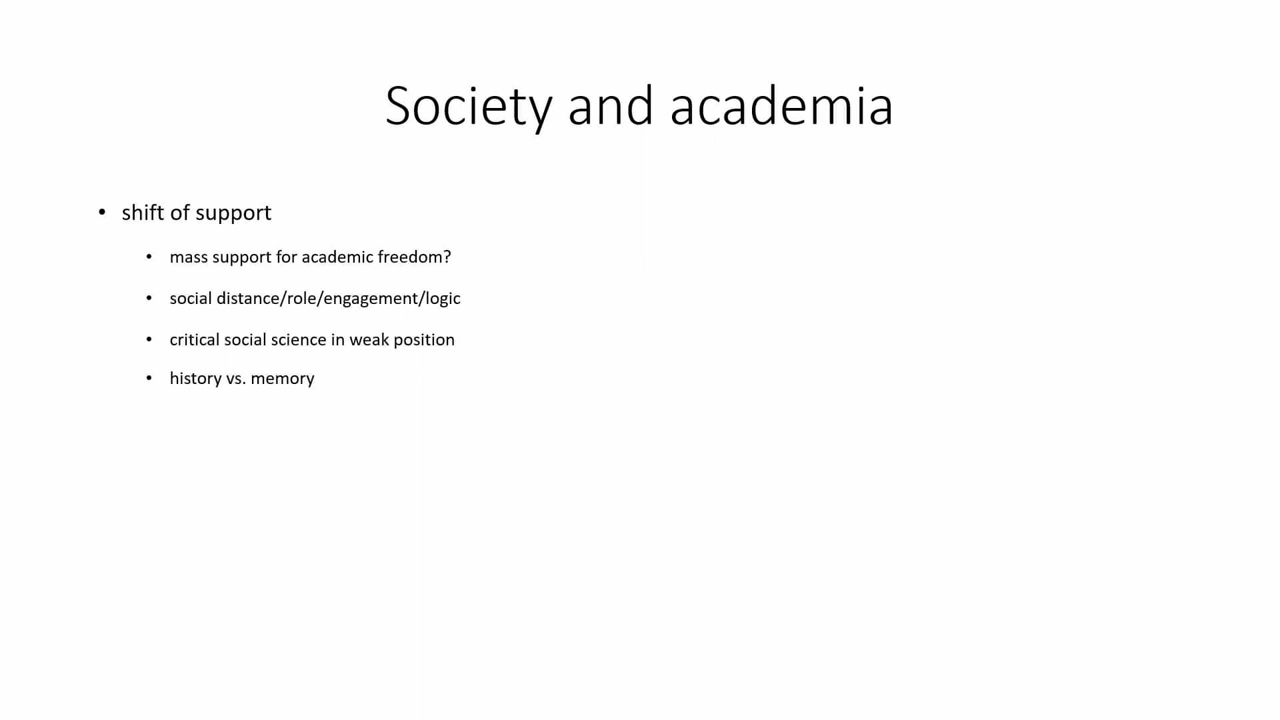 Society and academia
• shift of support
• mass support for academic freedom?
• social distance/role/engagement/logic
• critical social science in weak position
• history vs. memory